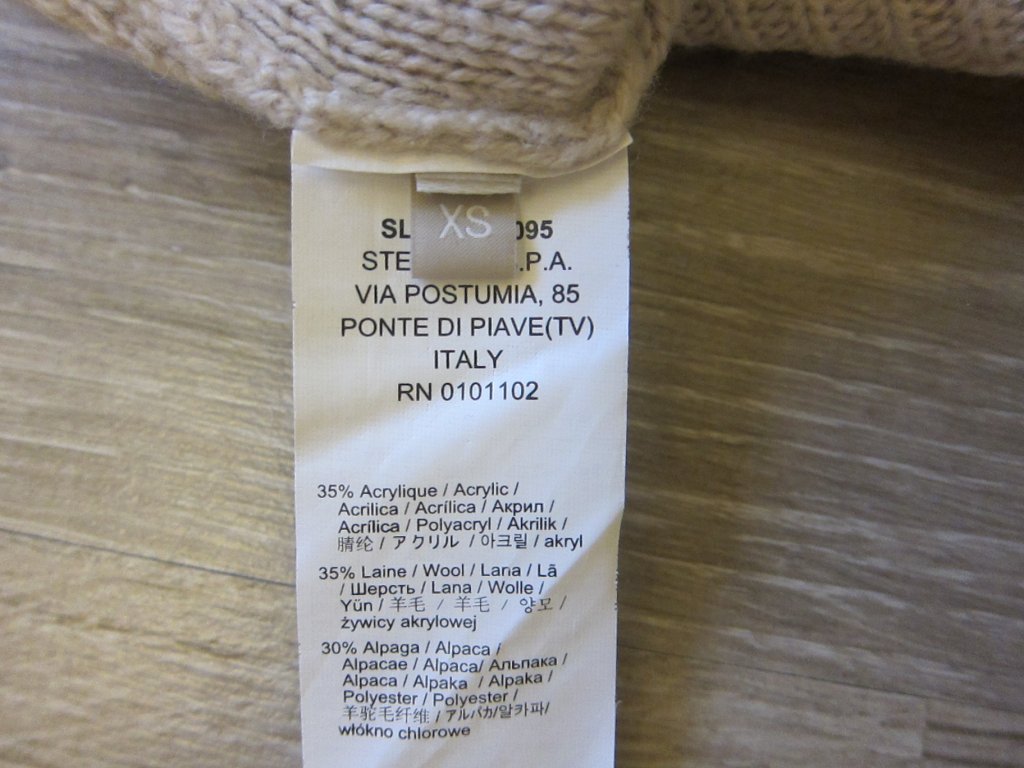 XS
SL 095
STE .P.A.
VIA POSTUMIA, 85
PONTE DI PIAVE(TV)
ITALY
RN 0101102
35% Acrylique / Acrylic /
Acrilica / Acrílica / Акрил /
Acrílica / Polyacryl / Akrilik /
腈纶 / アクリル / 아크릴 / akryl
35% Laine / Wool / Lana / Lã
/ Шерсть / Lana / Wolle /
Yün / 羊毛 / 羊毛 / 양모 /
żywicy akrylowej
30% Alpaga / Alpaca /
Alpacae / Alpaca/ Альпака /
Alpaca / Alpaka / Alpaka /
Polyester / Polyester /
羊驼毛纤维 / アルパカ/알카파/
włókno chlorowe